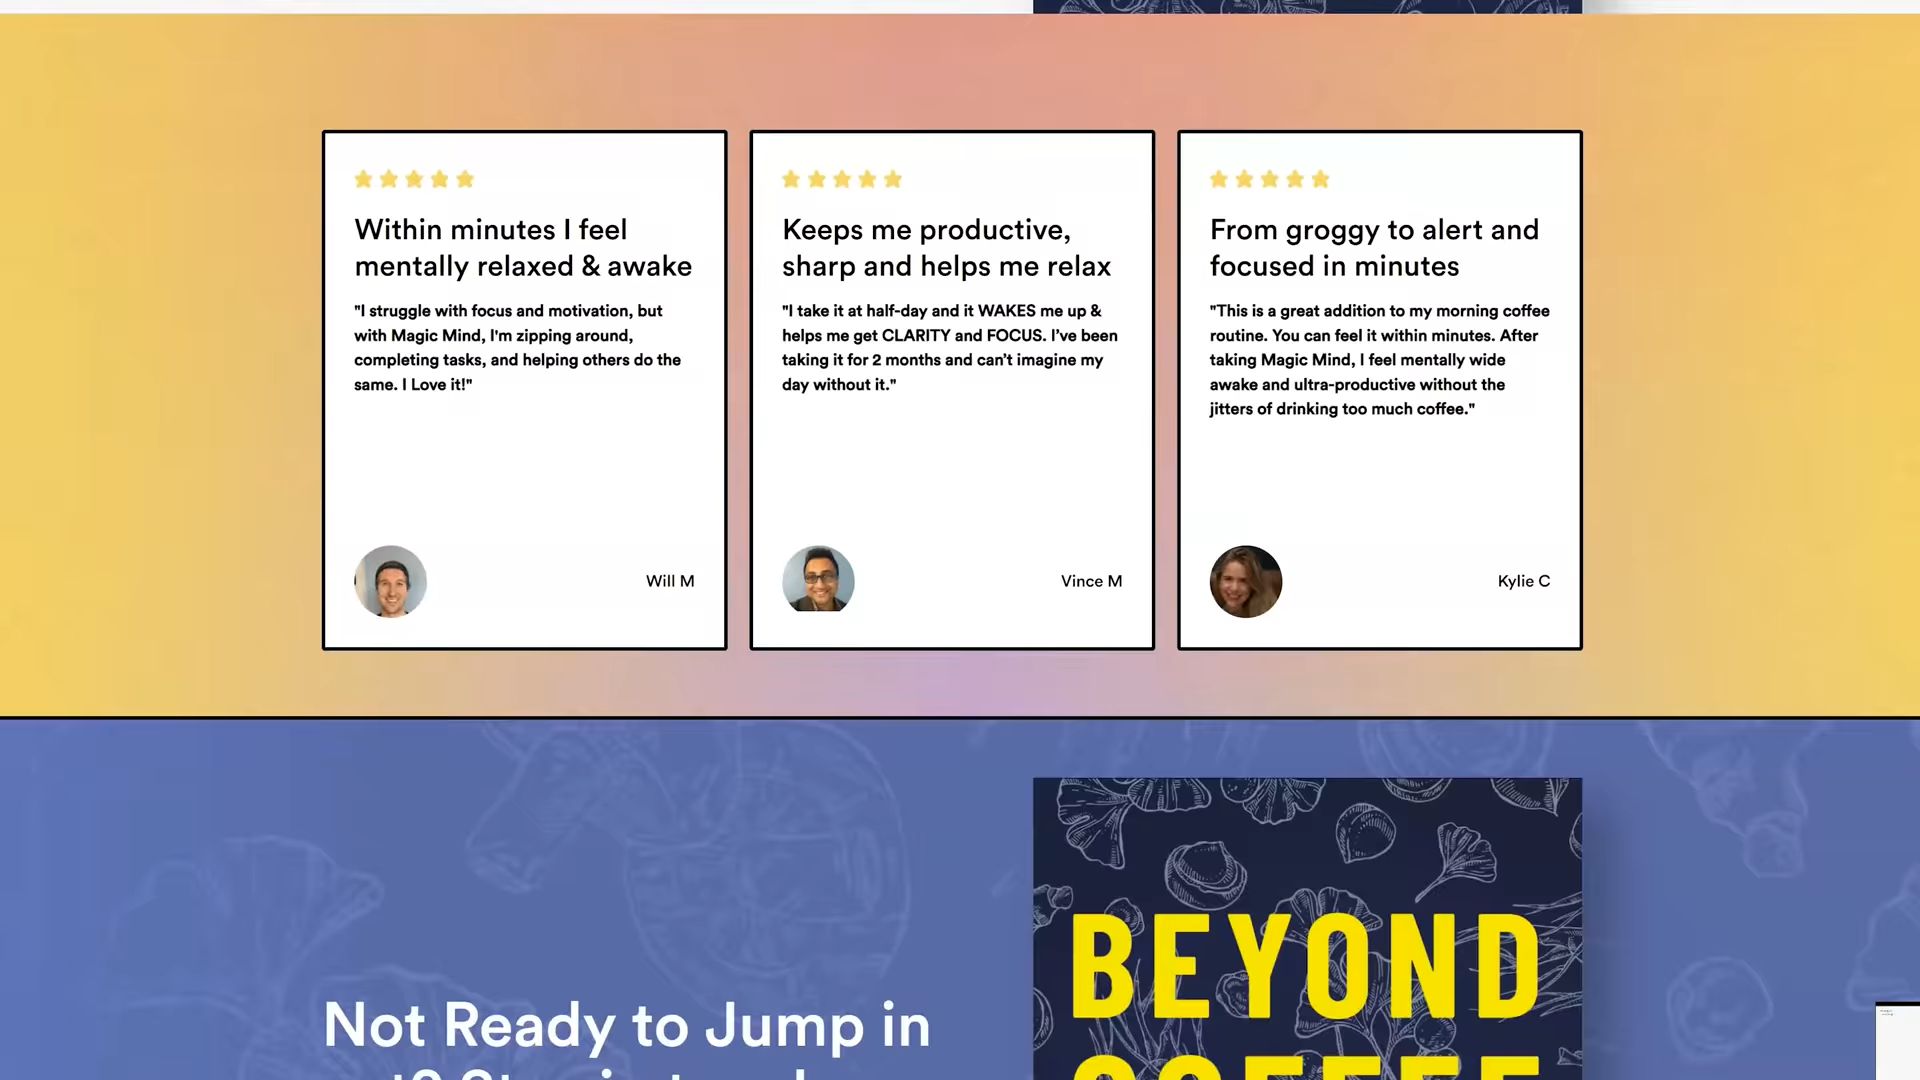 Within minutes I feel
mentally relaxed & awake
"I struggle with focus and motivation, but
with Magic Mind, I'm zipping around,
completing tasks, and helping others do the
same. I Love it!"
Will M
Keeps me productive,
sharp and helps me relax
"I take it at half-day and it WAKES me up &
helps me get CLARITY and FOCUS. I’ve been
taking it for 2 months and can’t imagine my
day without it."
Vince M
From groggy to alert and
focused in minutes
"This is a great addition to my morning coffee
routine. You can feel it within minutes. After
taking Magic Mind, I feel mentally wide
awake and ultra-productive without the
jitters of drinking too much coffee."
Kylie C
Not Ready to Jump in
BEYOND
COFFEE